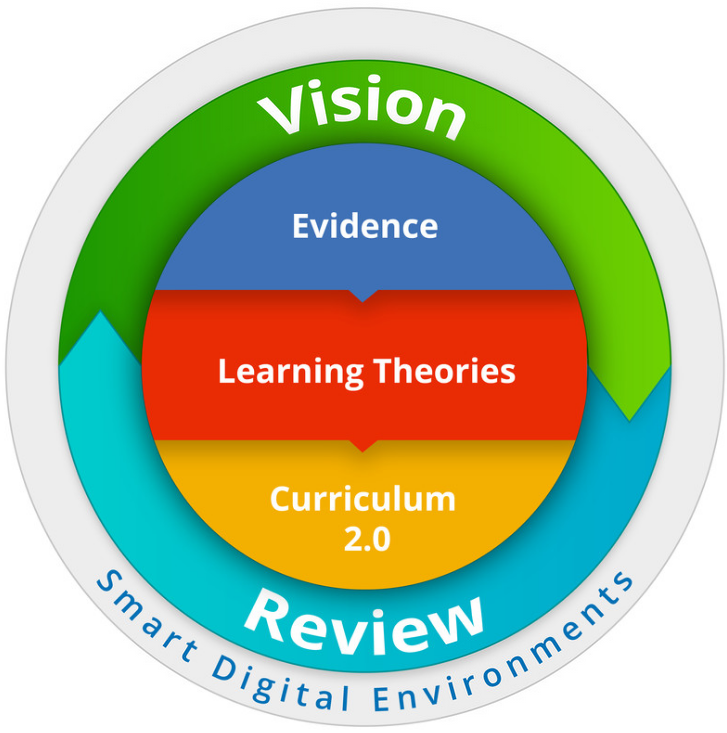 Vision
Evidence
Learning Theories
Curriculum
2.0
Review
Smart Digital Environments